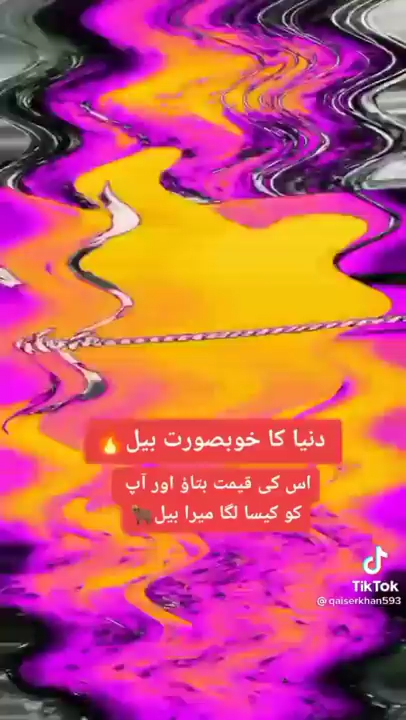 دنیا کا خوبصورت بیل🔥
اس کی قیمت بتاؤ اور آپ
کو کیسا لگا میرا بیل🐂
TikTok
@qaiserkhan593